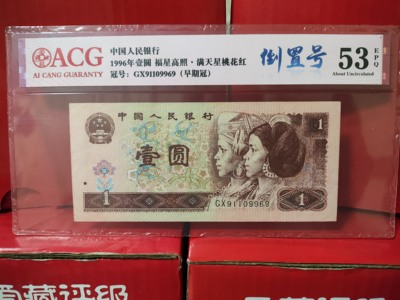 ACG
AI CANG GUARANTY
中国人民银行
1996年壹圆 福星高照·满天星桃花红
冠号：GX91109969（早期冠）
倒置号
53 EPQ
About Uncirculated
中国人民银行
1
壹圆
GX91109969
1
1